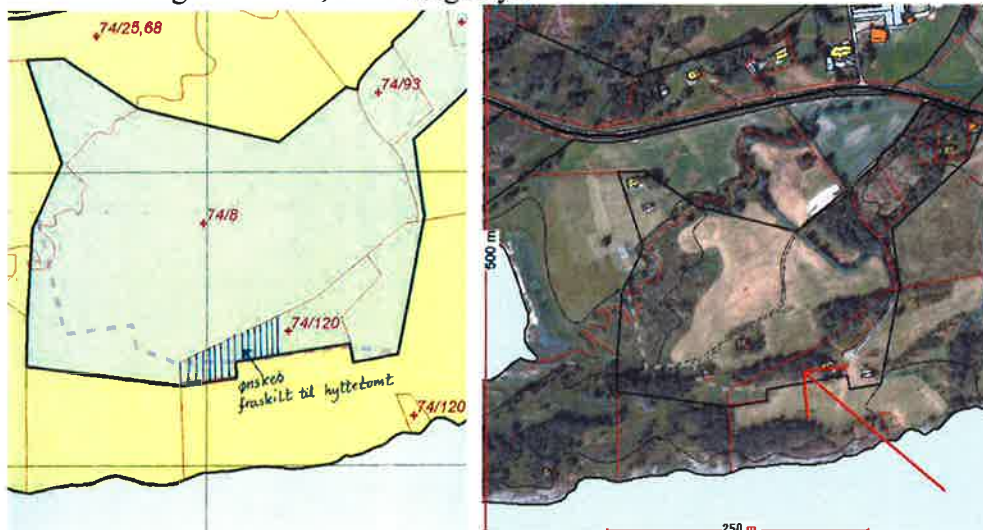 74/25,68
74/93
74/8
74/120
ønskes
fraskilt til hyttetomt
74/120
500 m
250 m